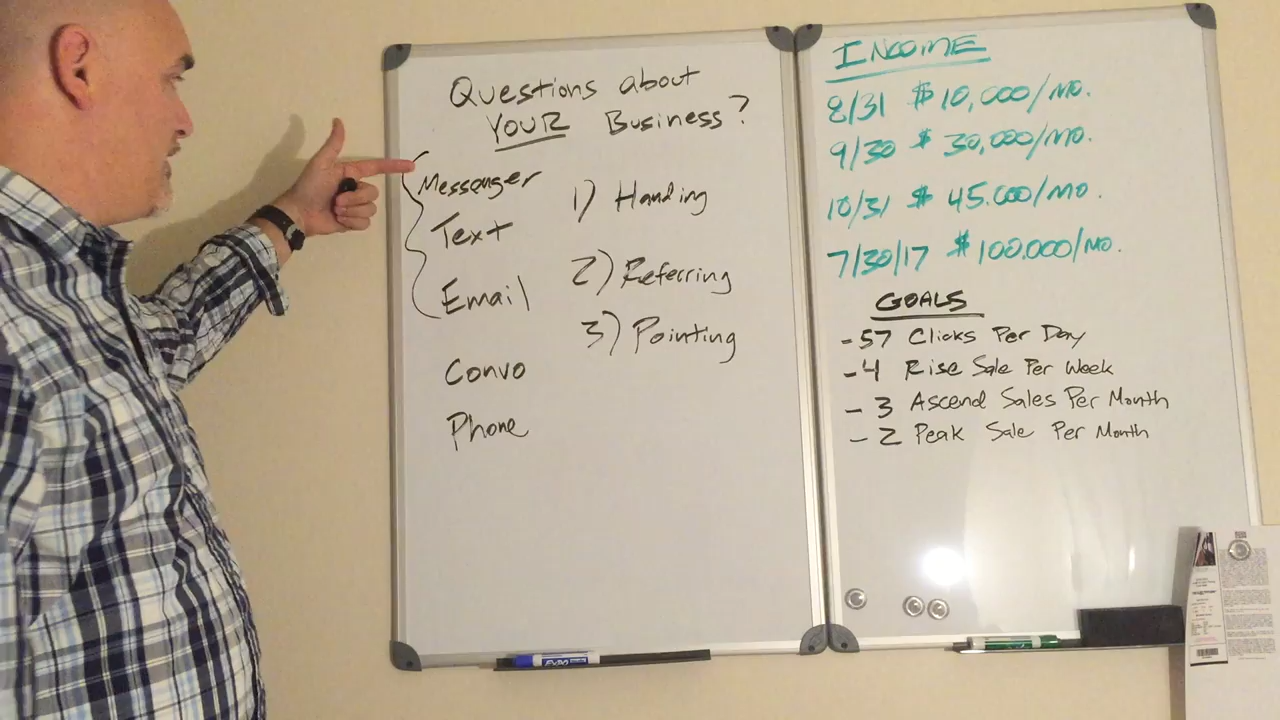 Questions about
YOUR Business?
Messenger
Text
Email
Convo
Phone
1) Handing
2) Referring
3) Pointing
INCOME
8/31 $10,000/MO.
9/30 $30,000/MO.
10/31 $45.000/MO.
7/30/17 $100.000/MO.
GOALS
-57 Clicks Per Day
-4 Rise Sale Per Week
-3 Ascend Sales Per Month
-2 Peak Sale Per Month
EXPO